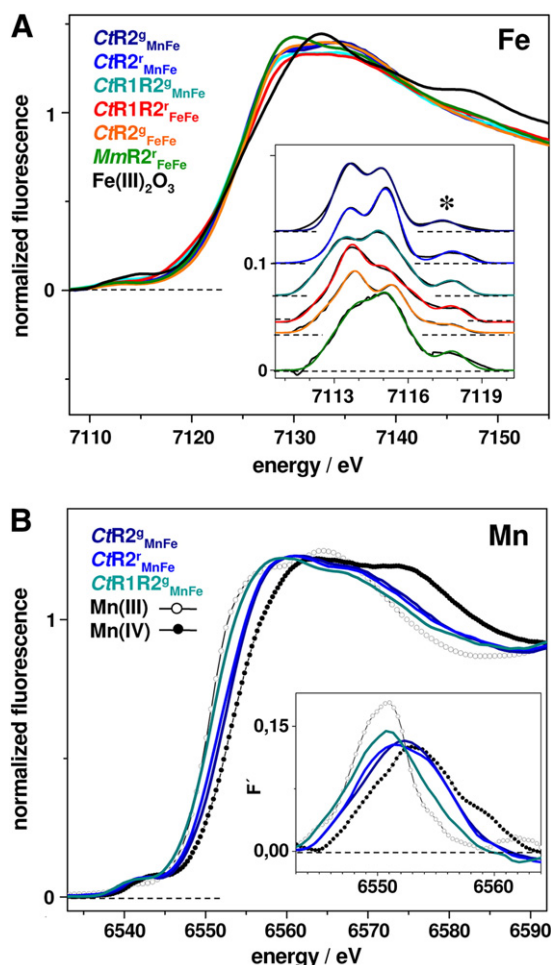 A
Fe
CtR2ᵍMnFe
CtR2ʳMnFe
CtR1R2ᵍMnFe
CtR1R2ʳFeFe
CtR2ᵍFeFe
MmR2ʳFeFe
Fe(III)₂O₃
normalized fluorescence
1
0
*
0.1
0
7113 7116 7119
7110 7120 7130 7140 7150
energy / eV
B
Mn
CtR2ᵍMnFe
CtR2ʳMnFe
CtR1R2ᵍMnFe
Mn(III)
Mn(IV)
normalized fluorescence
1
0
F´
0,15
0,00
6550 6560
6540 6550 6560 6570 6580 6590
energy / eV